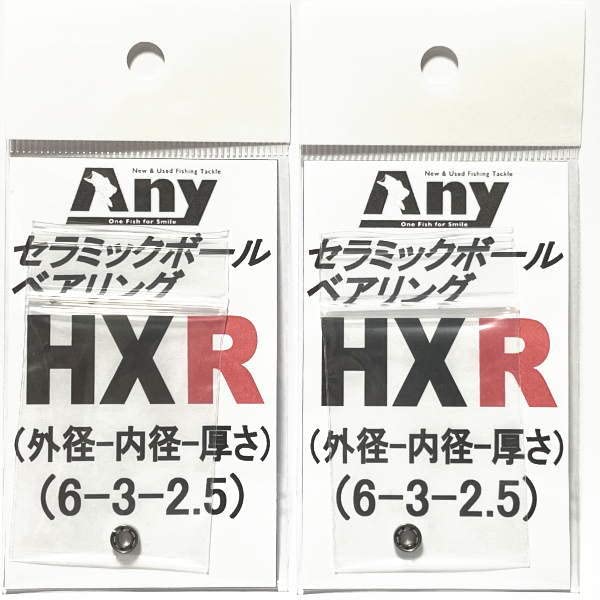 New & Used Fishing Tackle
Any
One Fish for Smile
セラミックボール
ベアリング
HXR
(外径-内径-厚さ)
(6-3-2.5)
New & Used Fishing Tackle
Any
One Fish for Smile
セラミックボール
ベアリング
HXR
(外径-内径-厚さ)
(6-3-2.5)